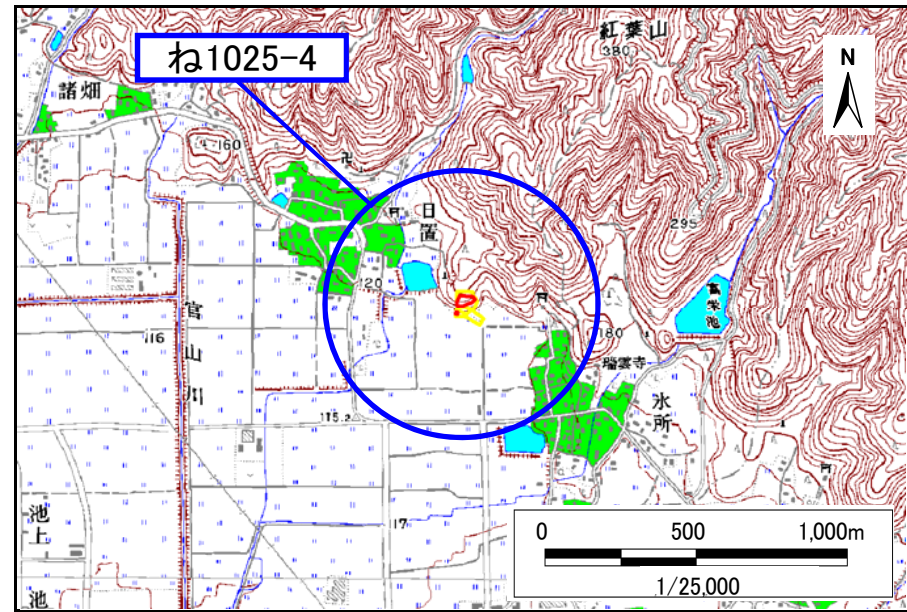 ね1025-4
紅葉山
380
N
諸畑
160
日置
295
120
富栄池
官山川
116
180
瑠雲寺
氷所
115.2
池上
17
池
0 500 1,000m
1/25,000